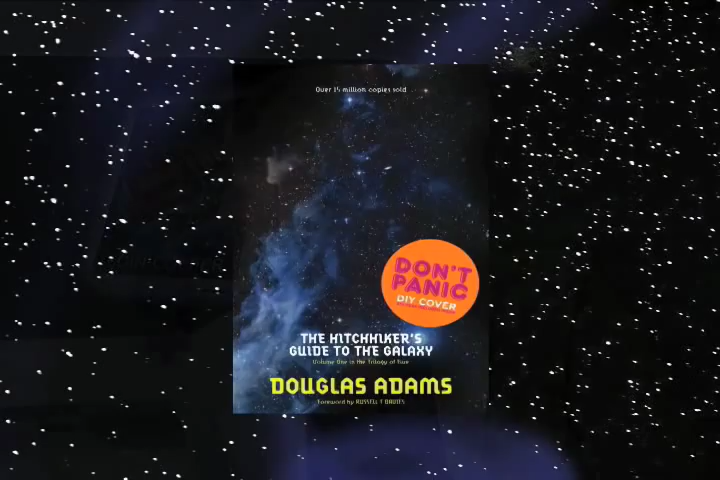 Over 15 million copies sold
DON'T
PANIC
DIY COVER
THE HITCHHIKER'S
GUIDE TO THE GALAXY
Volume One in the Trilogy of Five
DOUGLAS ADAMS
Foreword by RUSSELL T DAVIES